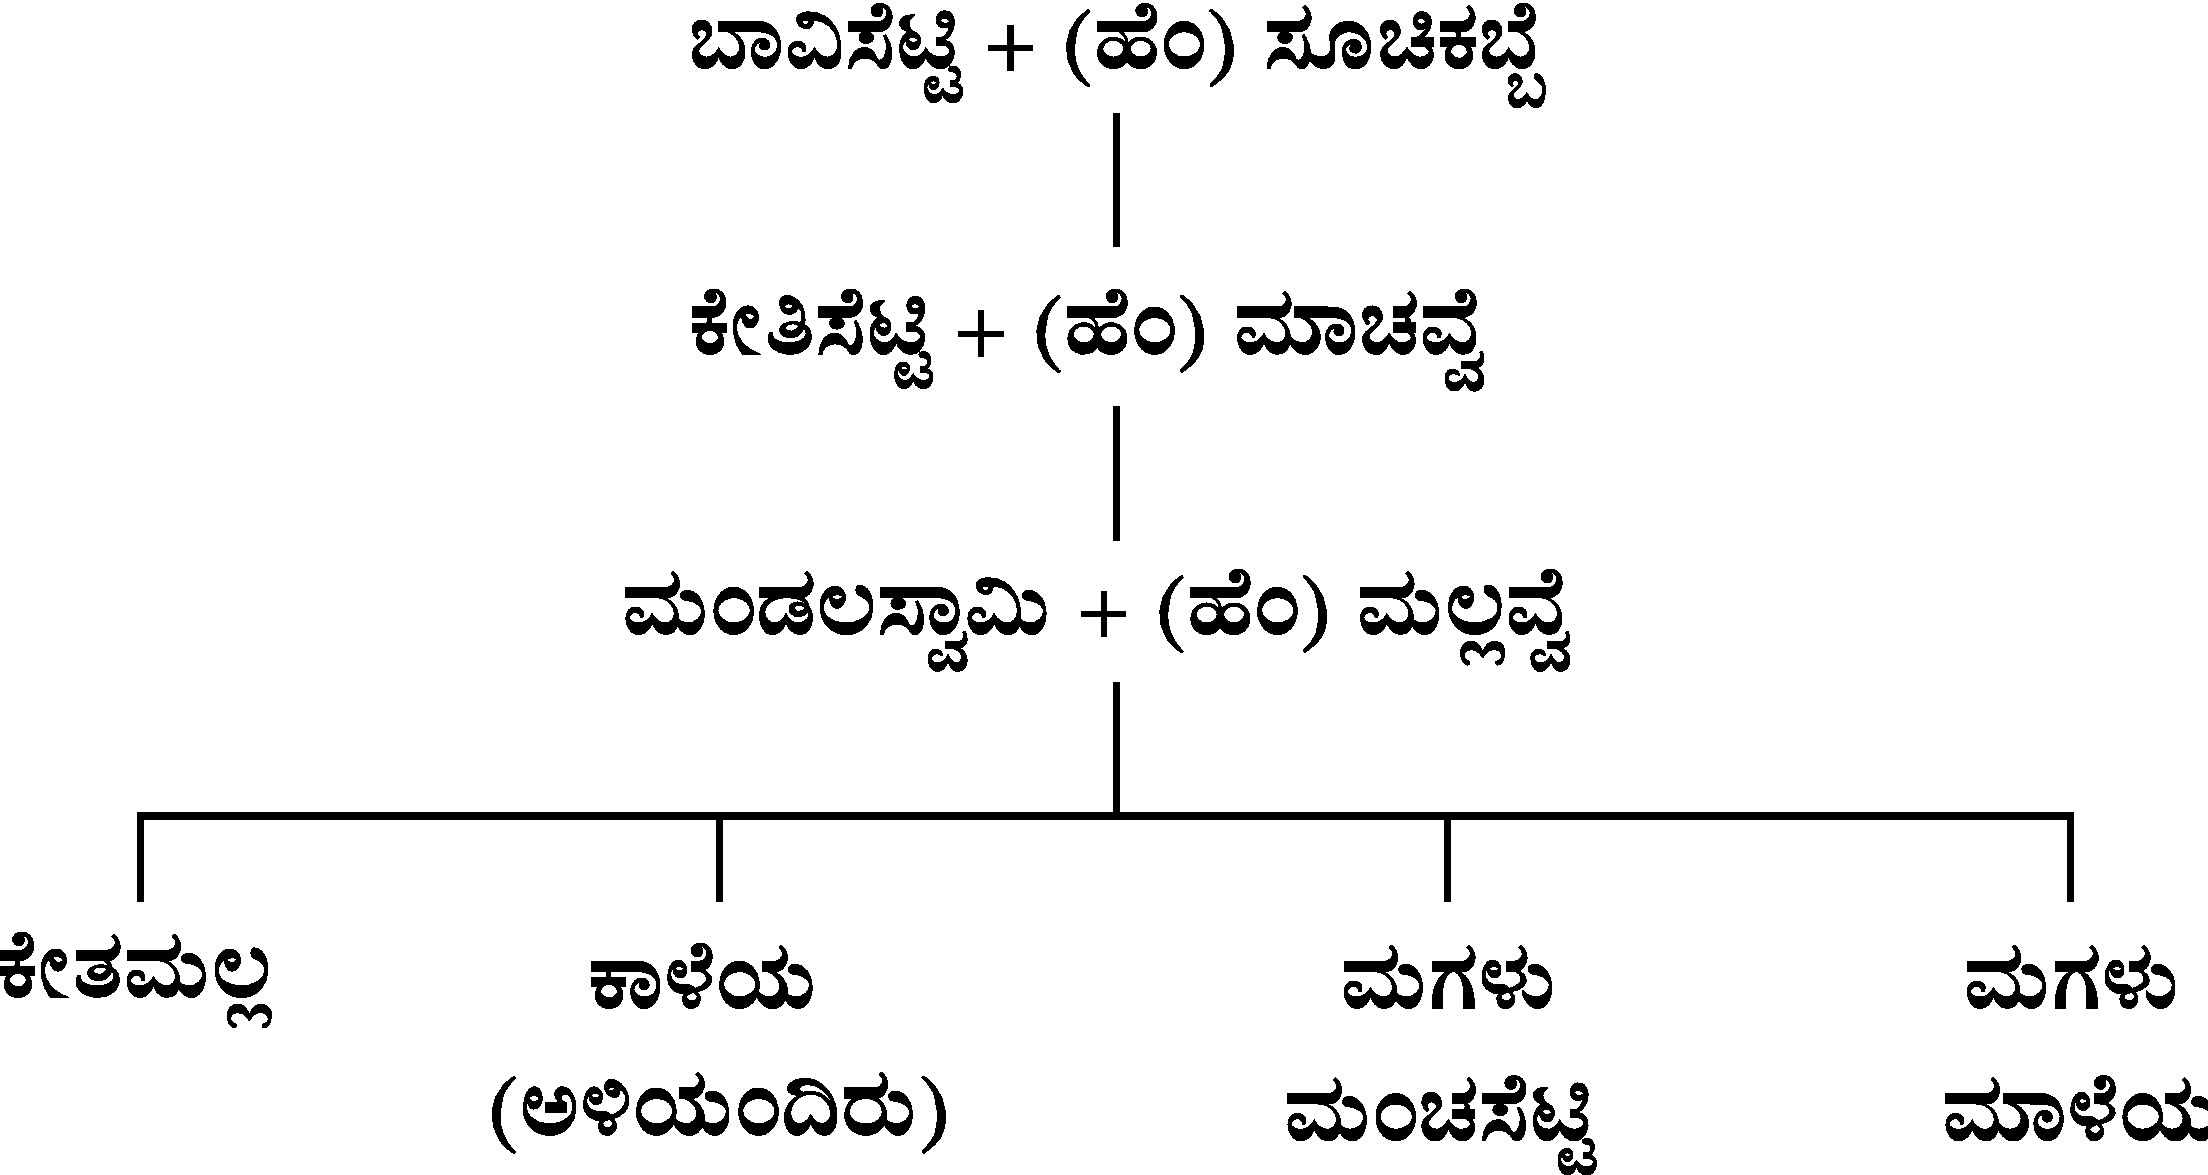 ಬಾವಿಸೆಟ್ಟಿ + (ಹೆಂ) ಸೂಚಿಕಬ್ಬೆ
ಕೇತಿಸೆಟ್ಟಿ + (ಹೆಂ) ಮಾಚವ್ವೆ
ಮಂಡಲಸ್ವಾಮಿ + (ಹೆಂ) ಮಲ್ಲವ್ವೆ
ಕೇತಮಲ್ಲ ಕಾಳೆಯ ಮಗಳು ಮಗಳು
(ಅಳಿಯಂದಿರು) ಮಂಚಸೆಟ್ಟಿ ಮಾಳೆಯ